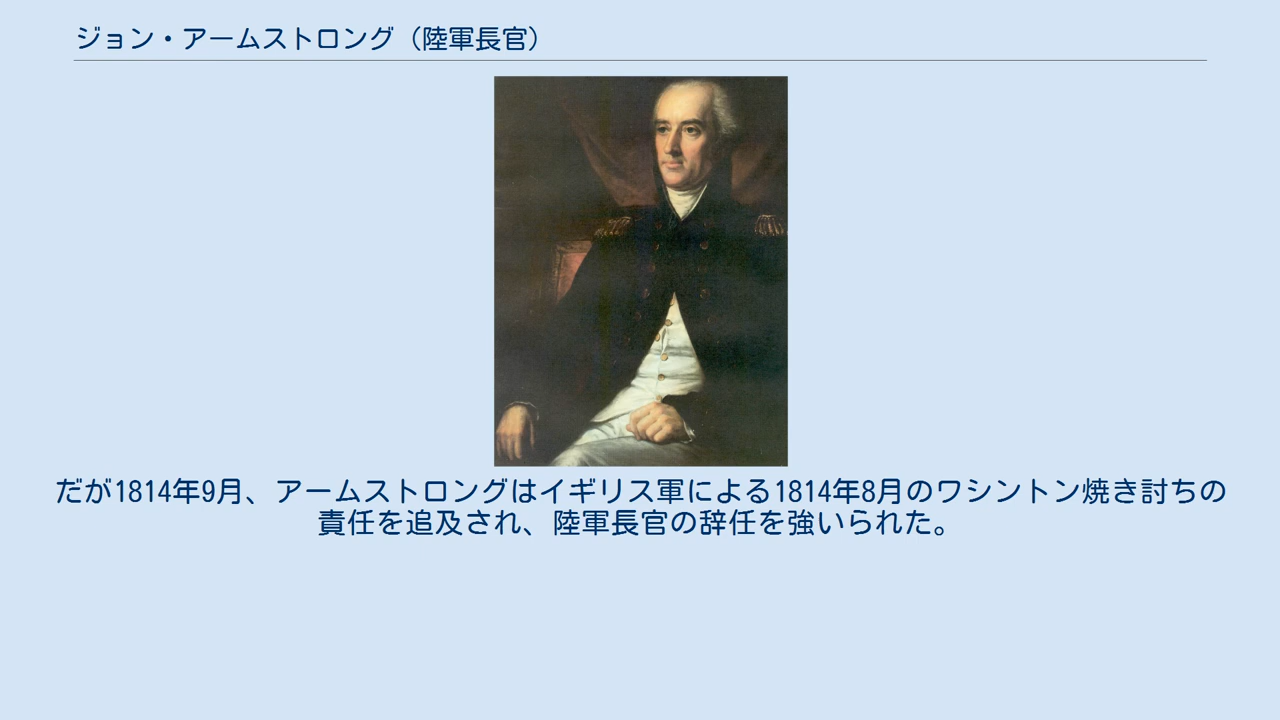 ジョン・アームストロング（陸軍長官）
だが1814年9月、アームストロングはイギリス軍による1814年8月のワシントン焼き討ちの
責任を追及され、陸軍長官の辞任を強いられた。